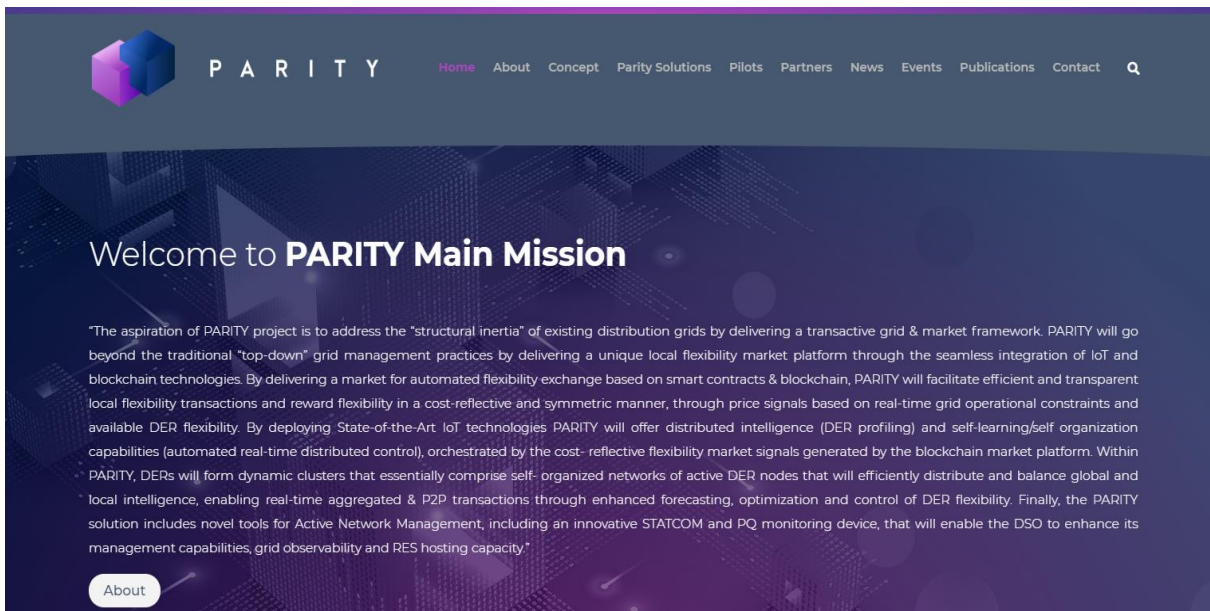 PARITY
Home About Concept Parity Solutions Pilots Partners News Events Publications Contact
Welcome to PARITY Main Mission
"The aspiration of PARITY project is to address the "structural inertia" of existing distribution grids by delivering a transactive grid & market framework. PARITY will go
beyond the traditional "top-down" grid management practices by delivering a unique local flexibility market platform through the seamless integration of IoT and
blockchain technologies. By delivering a market for automated flexibility exchange based on smart contracts & blockchain, PARITY will facilitate efficient and transparent
local flexibility transactions and reward flexibility in a cost-reflective and symmetric manner, through price signals based on real-time grid operational constraints and
available DER flexibility. By deploying State-of-the-Art IoT technologies PARITY will offer distributed intelligence (DER profiling) and self-learning/self organization
capabilities (automated real-time distributed control), orchestrated by the cost- reflective flexibility market signals generated by the blockchain market platform. Within
PARITY, DERs will form dynamic clusters that essentially comprise self- organized networks of active DER nodes that will efficiently distribute and balance global and
local intelligence, enabling real-time aggregated & P2P transactions through enhanced forecasting, optimization and control of DER flexibility. Finally, the PARITY
solution includes novel tools for Active Network Management, including an innovative STATCOM and PQ monitoring device, that will enable the DSO to enhance its
management capabilities, grid observability and RES hosting capacity."
About